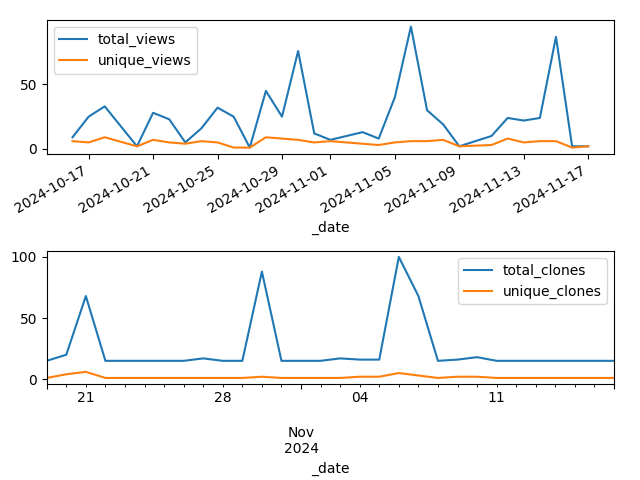 total_views
unique_views
50
0
2024-10-17
2024-10-21
2024-10-25
2024-10-29
2024-11-01
2024-11-05
2024-11-09
2024-11-13
2024-11-17
_date
100
total_clones
unique_clones
50
0
21
28
04
11
Nov
2024
_date